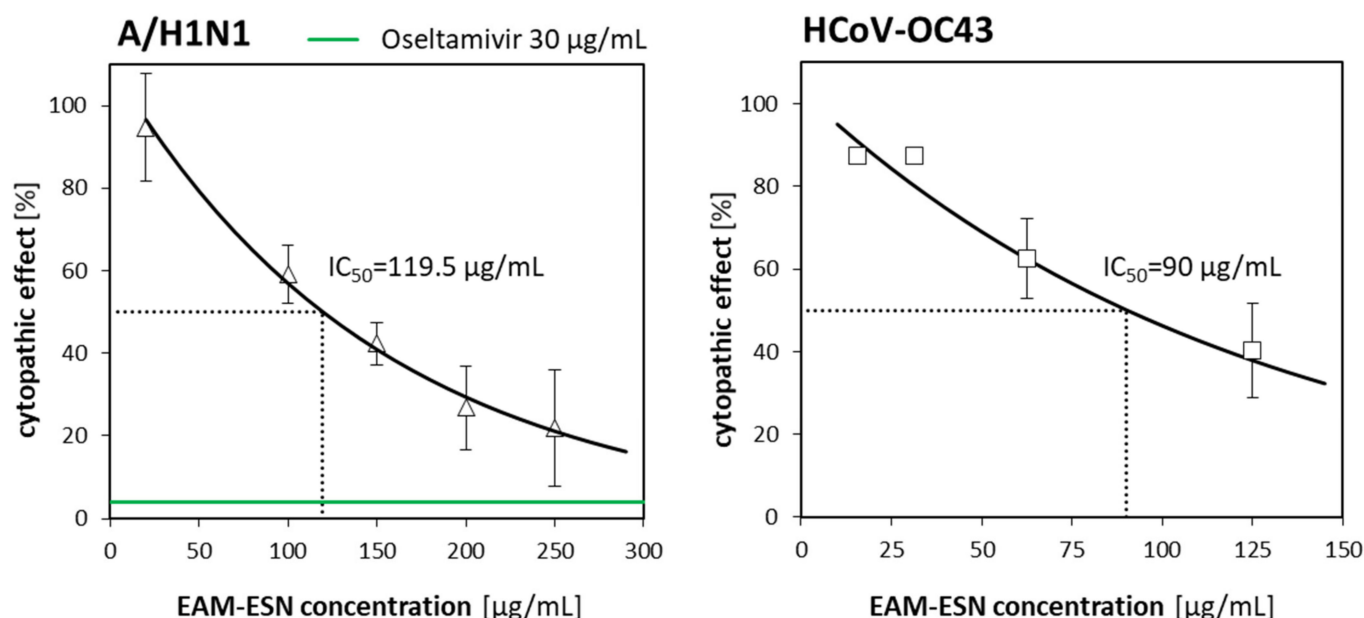 A/H1N1
Oseltamivir 30 µg/mL
cytopathic effect [%]
100
80
60
40
20
0
IC50=119.5 µg/mL
0 50 100 150 200 250 300
EAM-ESN concentration [µg/mL]
HCoV-OC43
cytopathic effect [%]
100
80
60
40
20
0
IC50=90 µg/mL
0 25 50 75 100 125 150
EAM-ESN concentration [µg/mL]